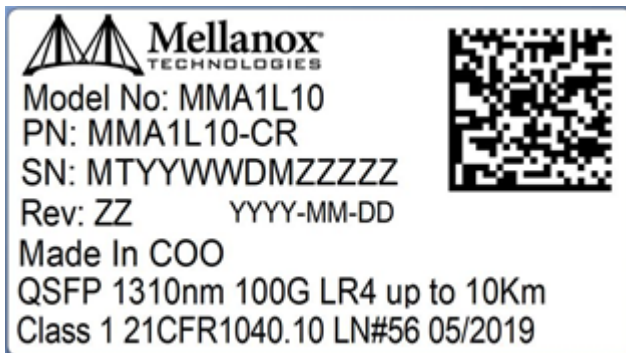 Mellanox
TECHNOLOGIES
Model No: MMA1L10
PN: MMA1L10-CR
SN: MTYYWWDMZZZZZ
Rev: ZZ YYYY-MM-DD
Made In COO
QSFP 1310nm 100G LR4 up to 10Km
Class 1 21CFR1040.10 LN#56 05/2019